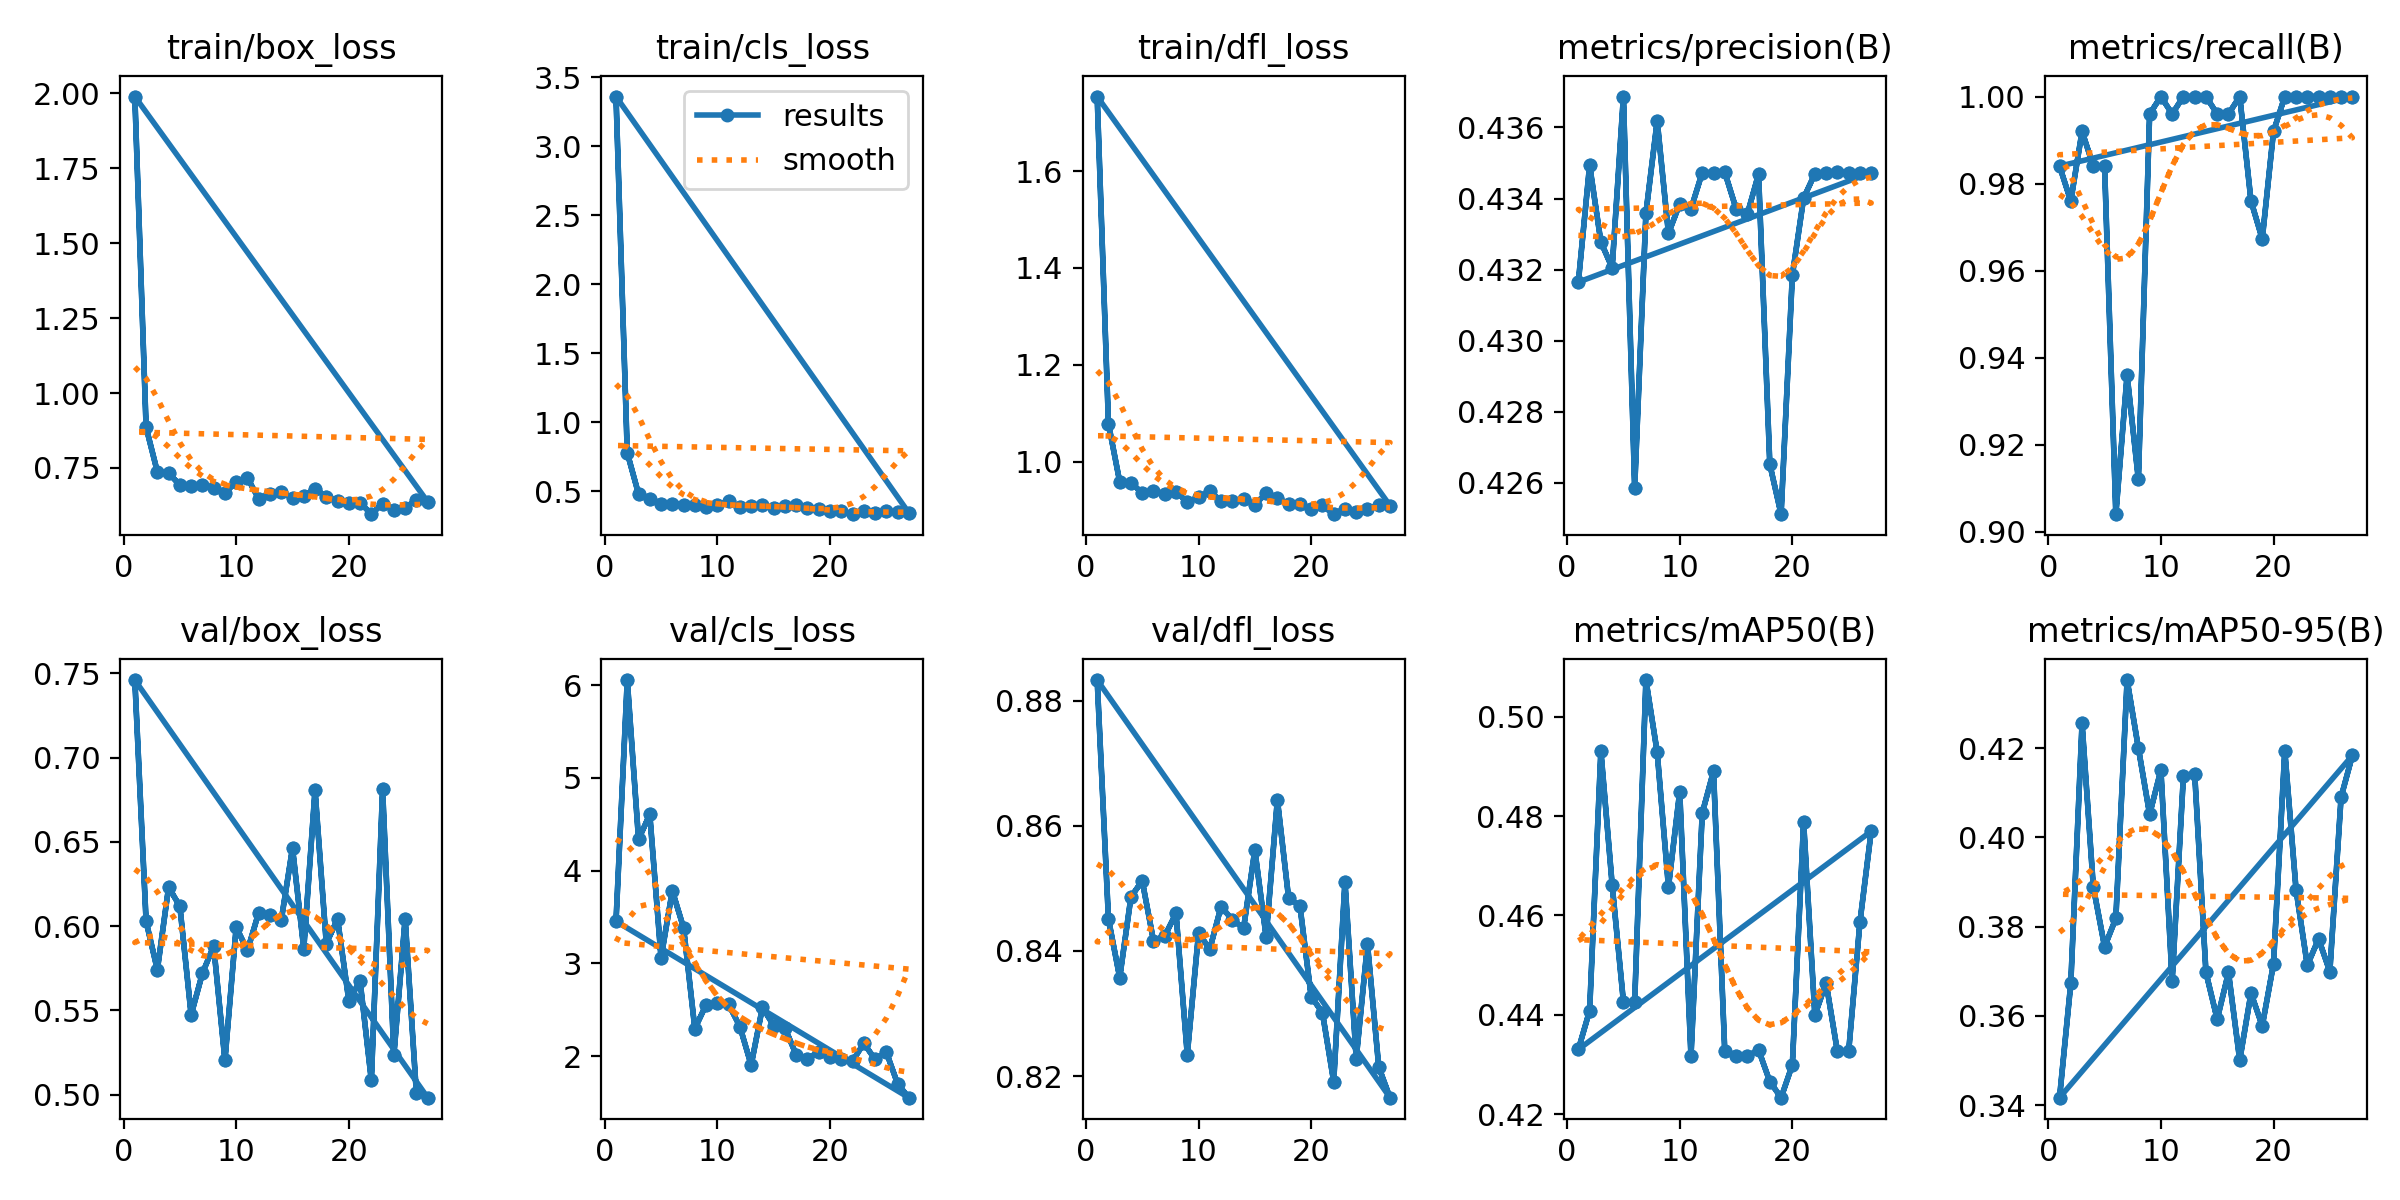 train/box_loss
2.00
1.75
1.50
1.25
1.00
0.75
0 10 20
train/cls_loss
results
smooth
3.5
3.0
2.5
2.0
1.5
1.0
0.5
0 10 20
train/dfl_loss
1.6
1.4
1.2
1.0
0 10 20
metrics/precision(B)
0.436
0.434
0.432
0.430
0.428
0.426
0 10 20
metrics/recall(B)
1.00
0.98
0.96
0.94
0.92
0.90
0 10 20
val/box_loss
0.75
0.70
0.65
0.60
0.55
0.50
0 10 20
val/cls_loss
6
5
4
3
2
0 10 20
val/dfl_loss
0.88
0.86
0.84
0.82
0 10 20
metrics/mAP50(B)
0.50
0.48
0.46
0.44
0.42
0 10 20
metrics/mAP50-95(B)
0.42
0.40
0.38
0.36
0.34
0 10 20